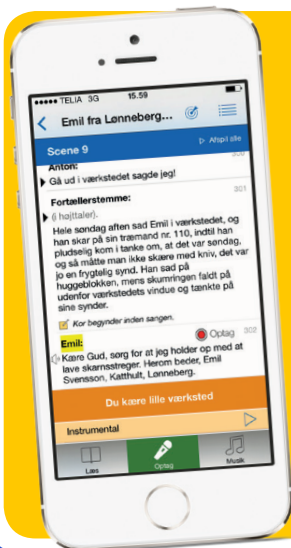 TELIA 3G 15.59
Emil fra Lønneberg...
Scene 9 Afspil alle
Anton: 300
Gå ud i værkstedet sagde jeg!
Fortællerstemme: 301
(i højttaler).
Hele søndag aften sad Emil i værkstedet, og
han skar på sin træmand nr. 110, indtil han
pludselig kom i tanke om, at det var søndag,
og så måtte man ikke skære med kniv, det var
jo en frygtelig synd. Han sad på
huggeblokken, mens skumringen faldt på
udenfor værkstedets vindue og tænkte på
sine synder.
Kor begynder inden sangen.
Emil: Optag 302
Kære Gud, sørg for at jeg holder op med at
lave skarnsstreger. Herom beder, Emil
Svensson, Katthult, Lønneberg.
Du kære lille værksted
Instrumental
Læs Optag Musik